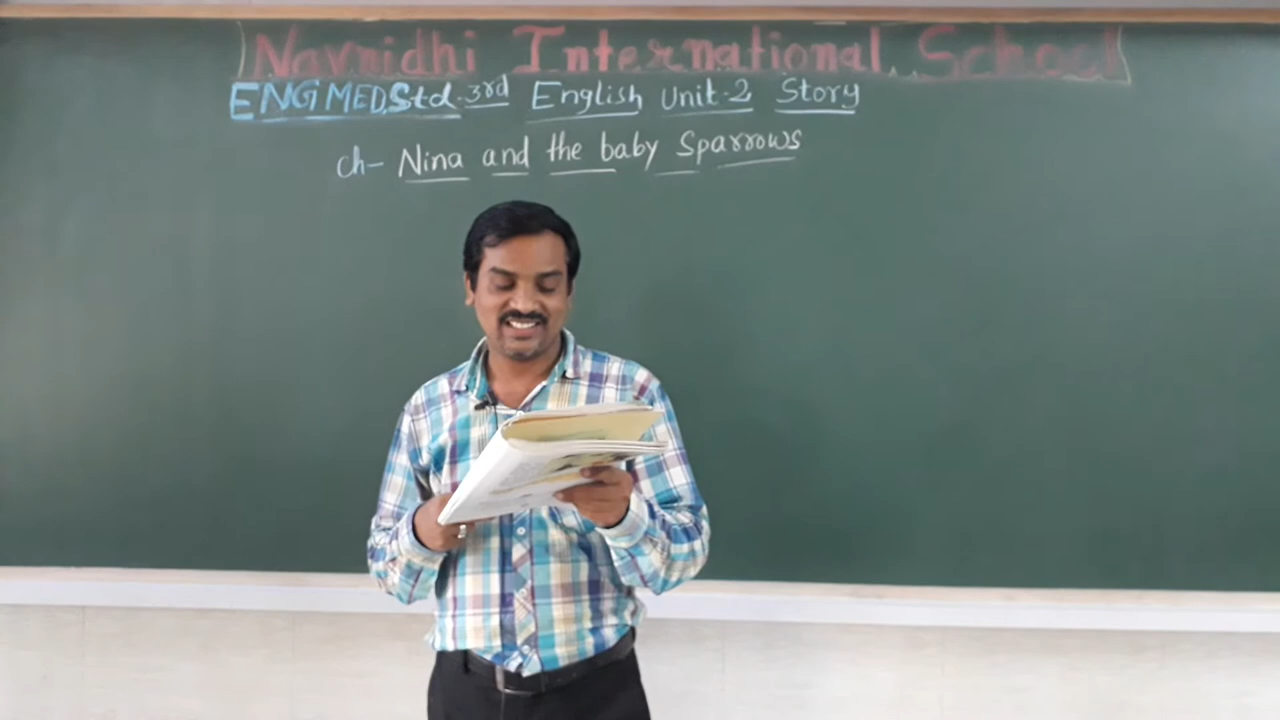 Navnidhi International School
ENG MED. Std-3rd English Unit-2 Story
ch- Nina and the baby Sparrows